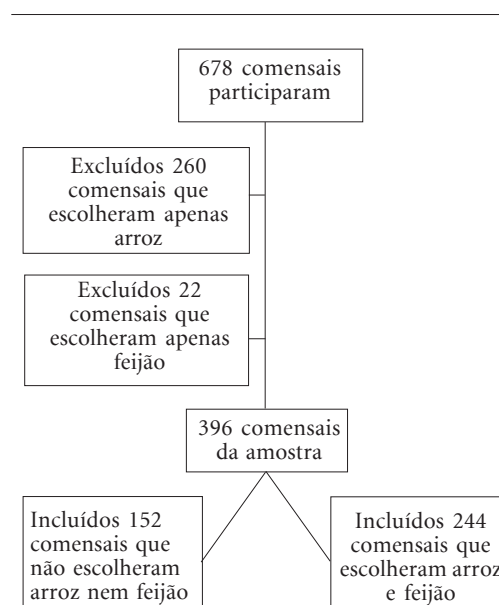 678 comensais
participaram
Excluídos 260
comensais que
escolheram apenas
arroz
Excluídos 22
comensais que
escolheram apenas
feijão
396 comensais
da amostra
Incluídos 152
comensais que
não escolheram
arroz nem feijão
Incluídos 244
comensais que
escolheram arroz
e feijão